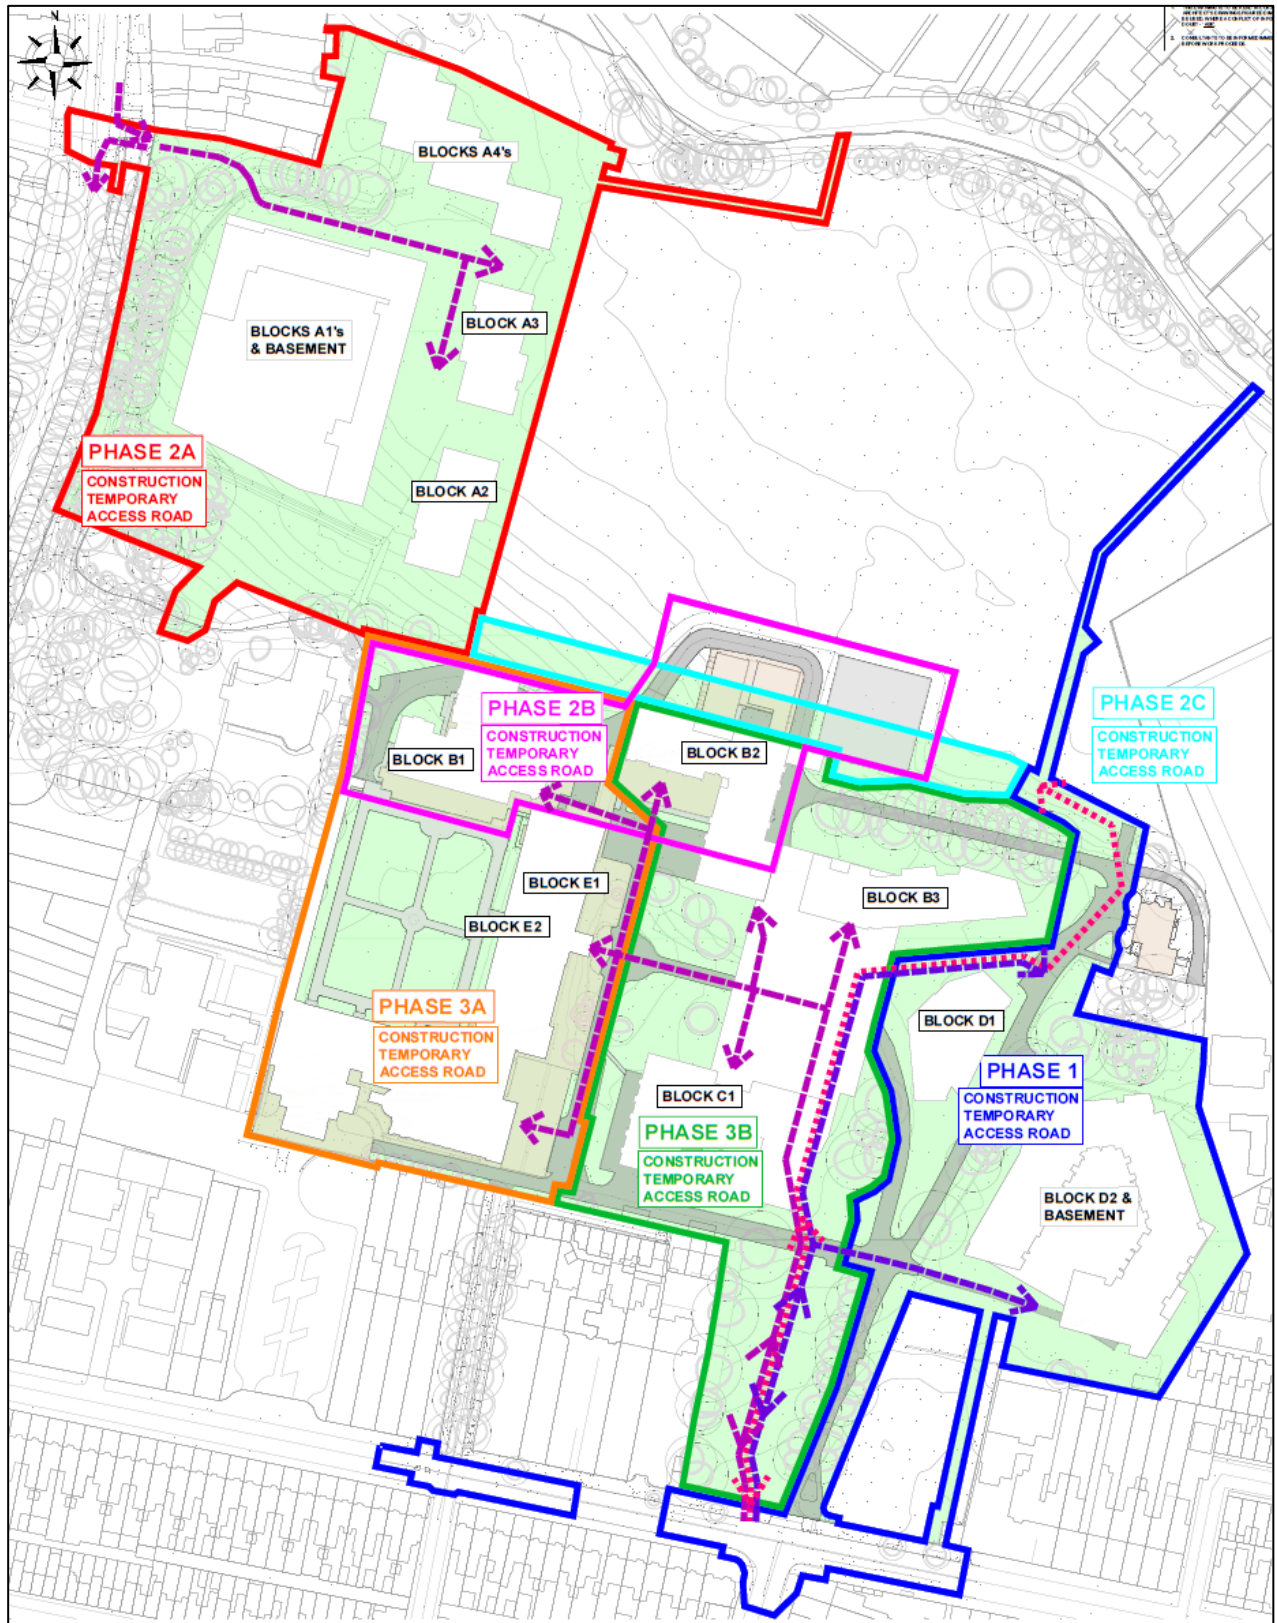 N
BLOCKS A4's
BLOCK A3
BLOCKS A1's
& BASEMENT
PHASE 2A
CONSTRUCTION
TEMPORARY
ACCESS ROAD
BLOCK A2
PHASE 2B
CONSTRUCTION
TEMPORARY
ACCESS ROAD
PHASE 2C
CONSTRUCTION
TEMPORARY
ACCESS ROAD
BLOCK B1
BLOCK B2
BLOCK E1
BLOCK B3
BLOCK E2
PHASE 3A
CONSTRUCTION
TEMPORARY
ACCESS ROAD
BLOCK D1
PHASE 1
CONSTRUCTION
TEMPORARY
ACCESS ROAD
BLOCK C1
PHASE 3B
CONSTRUCTION
TEMPORARY
ACCESS ROAD
BLOCK D2 &
BASEMENT